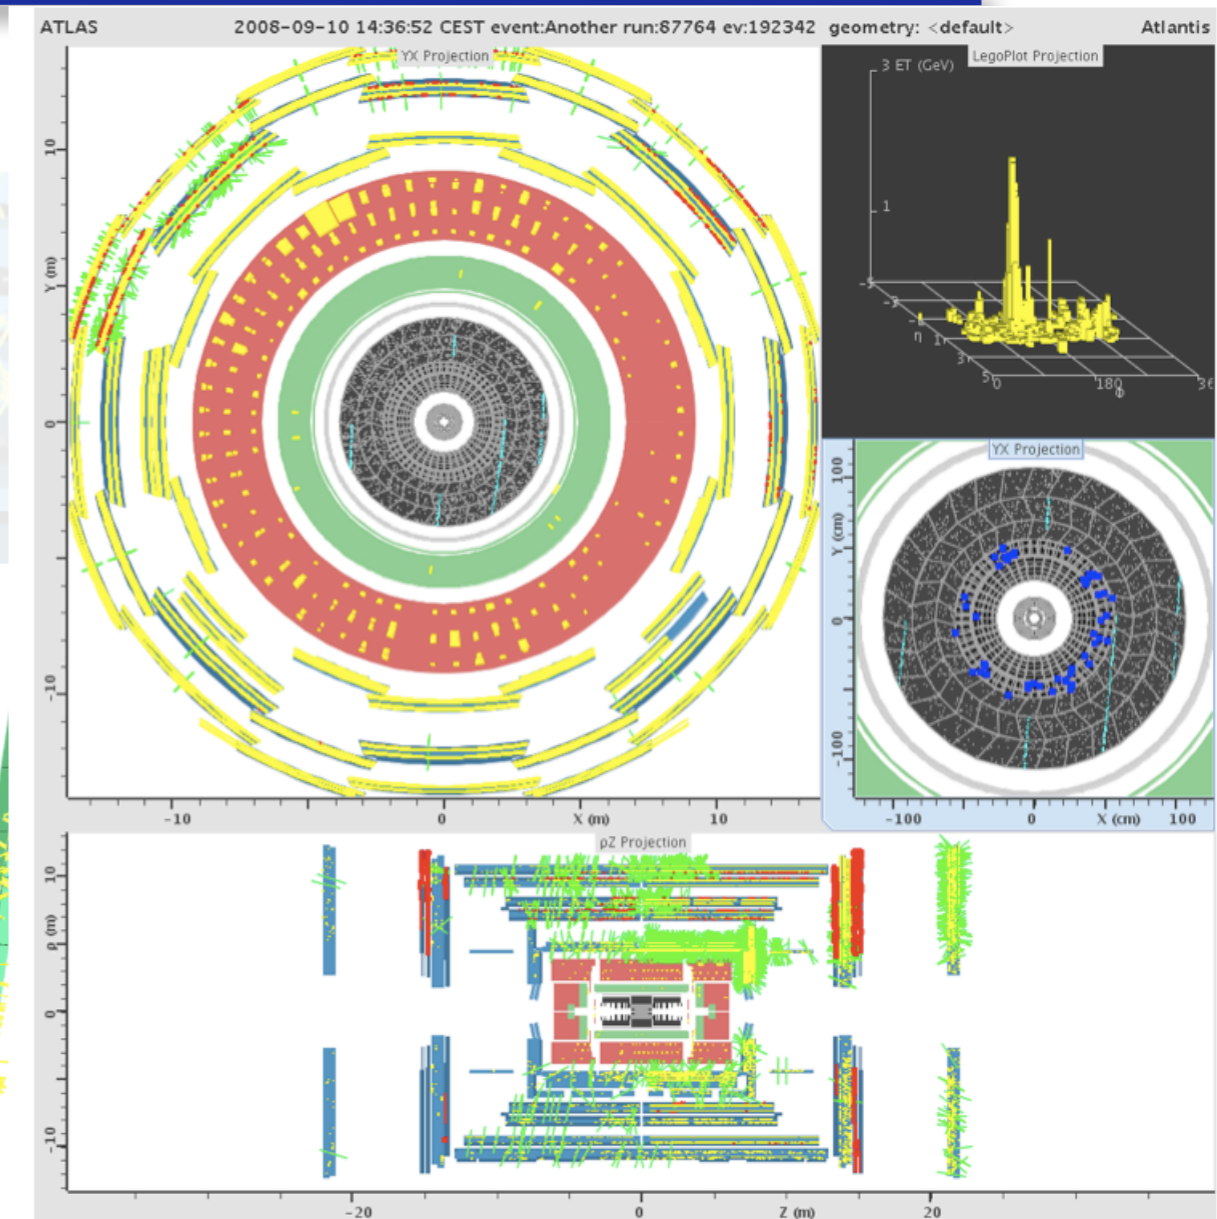 ATLAS 2008-09-10 14:36:52 CEST event:Another run:87764 ev:192342 geometry: <default> Atlantis
YX Projection
10
Y (m)
0
-10
-10 0 X (m) 10
LegoPlot Projection
3 ET (GeV)
1
η
180
Φ
YX Projection
100
Y (cm)
0
-100
-100 0 X (cm) 100
ρZ Projection
10
ρ (m)
0
-10
-20 0 Z (m) 20